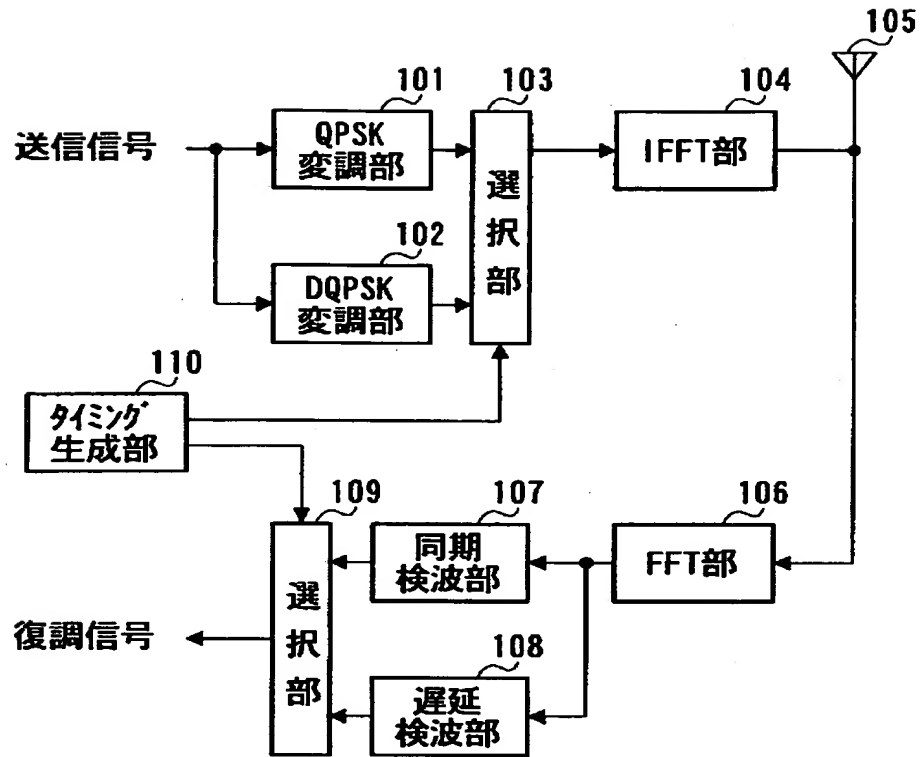 105
101
103
104
送信信号
QPSK
変調部
選択部
IFFT部
102
DQPSK
変調部
110
タイミング
生成部
109
107
106
同期
検波部
FFT部
選択部
復調信号
108
遅延
検波部